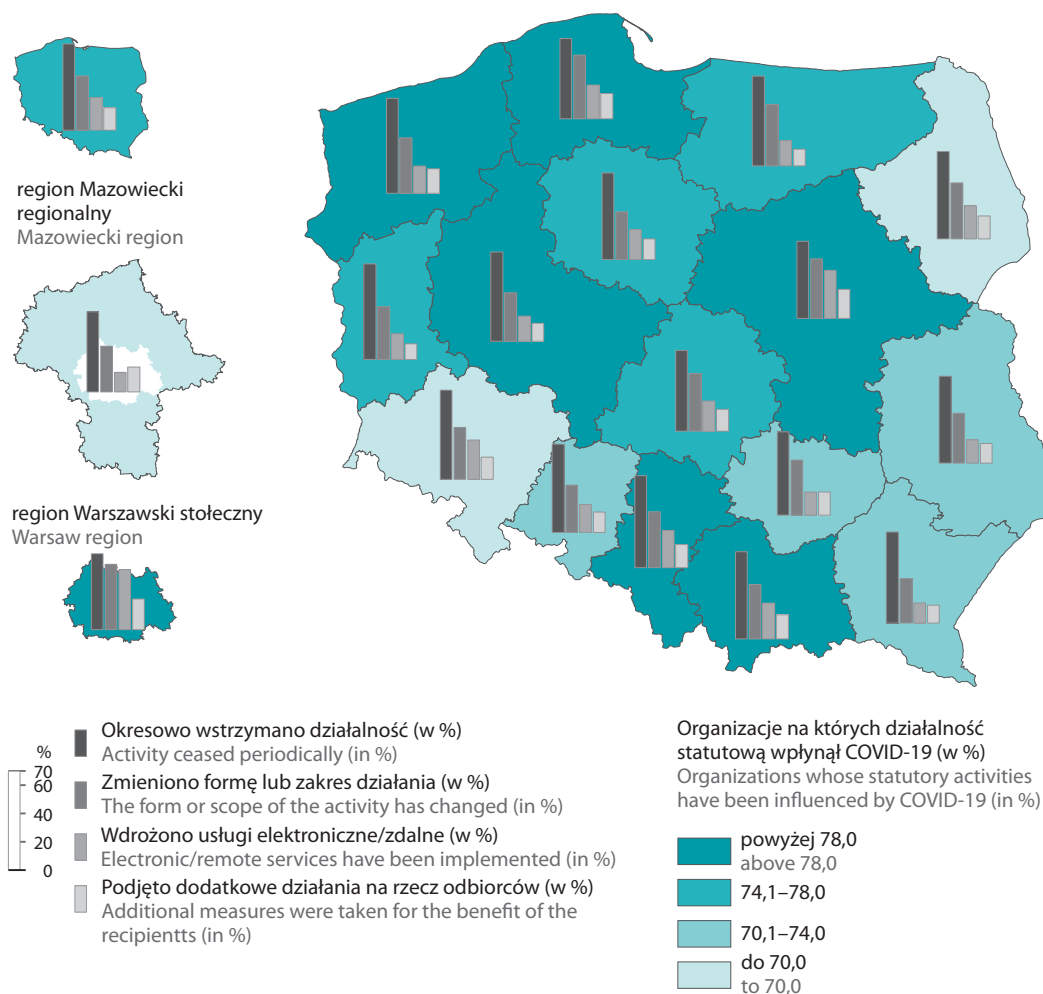 region Mazowiecki
regionalny
Mazowiecki region
region Warszawski stołeczny
Warsaw region
%
70
60
40
20
0
Okresowo wstrzymano działalność (w %)
Activity ceased periodically (in %)
Zmieniono formę lub zakres działania (w %)
The form or scope of the activity has changed (in %)
Wdrożono usługi elektroniczne/zdalne (w %)
Electronic/remote services have been implemented (in %)
Podjęto dodatkowe działania na rzecz odbiorców (w %)
Additional measures were taken for the benefit of the
recipientts (in %)
Organizacje na których działalność
statutową wpłynął COVID-19 (w %)
Organizations whose statutory activities
have been influenced by COVID-19 (in %)
powyżej 78,0
above 78,0
74,1–78,0
70,1–74,0
do 70,0
to 70,0